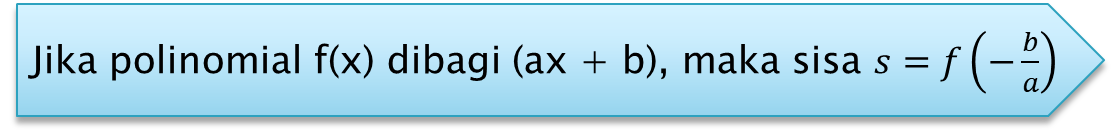 Jika polinomial f(x) dibagi (ax + b), maka sisa s = f(−b/a)